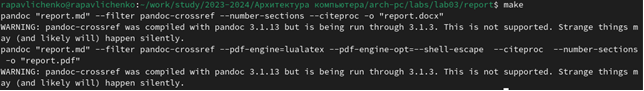 rapavlichenko@rapavlichenko:~/work/study/2023-2024/Архитектура компьютера/arch-pc/labs/lab03/report$ make
pandoc "report.md" --filter pandoc-crossref --number-sections --citeproc -o "report.docx"
WARNING: pandoc-crossref was compiled with pandoc 3.1.13 but is being run through 3.1.3. This is not supported. Strange things m
ay (and likely will) happen silently.
pandoc "report.md" --filter pandoc-crossref --pdf-engine=lualatex --pdf-engine-opt=--shell-escape --citeproc --number-sections
-o "report.pdf"
WARNING: pandoc-crossref was compiled with pandoc 3.1.13 but is being run through 3.1.3. This is not supported. Strange things m
ay (and likely will) happen silently.